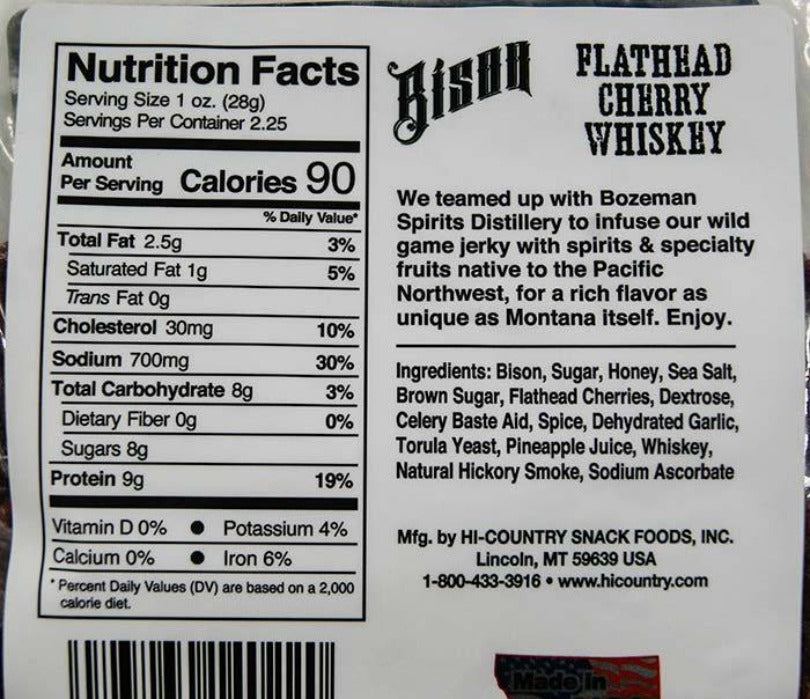 Nutrition Facts
Serving Size 1 oz. (28g)
Servings Per Container 2.25
Amount
Per Serving Calories 90
% Daily Value*
Total Fat 2.5g 3%
Saturated Fat 1g 5%
Trans Fat 0g
Cholesterol 30mg 10%
Sodium 700mg 30%
Total Carbohydrate 8g 3%
Dietary Fiber 0g 0%
Sugars 8g
Protein 9g 19%
Vitamin D 0% ● Potassium 4%
Calcium 0% ● Iron 6%
* Percent Daily Values (DV) are based on a 2,000
calorie diet.
Bison
FLATHEAD
CHERRY
WHISKEY
We teamed up with Bozeman
Spirits Distillery to infuse our wild
game jerky with spirits & specialty
fruits native to the Pacific
Northwest, for a rich flavor as
unique as Montana itself. Enjoy.
Ingredients: Bison, Sugar, Honey, Sea Salt,
Brown Sugar, Flathead Cherries, Dextrose,
Celery Baste Aid, Spice, Dehydrated Garlic,
Torula Yeast, Pineapple Juice, Whiskey,
Natural Hickory Smoke, Sodium Ascorbate
Mfg. by HI-COUNTRY SNACK FOODS, INC.
Lincoln, MT 59639 USA
1-800-433-3916 • www.hicountry.com
Made in